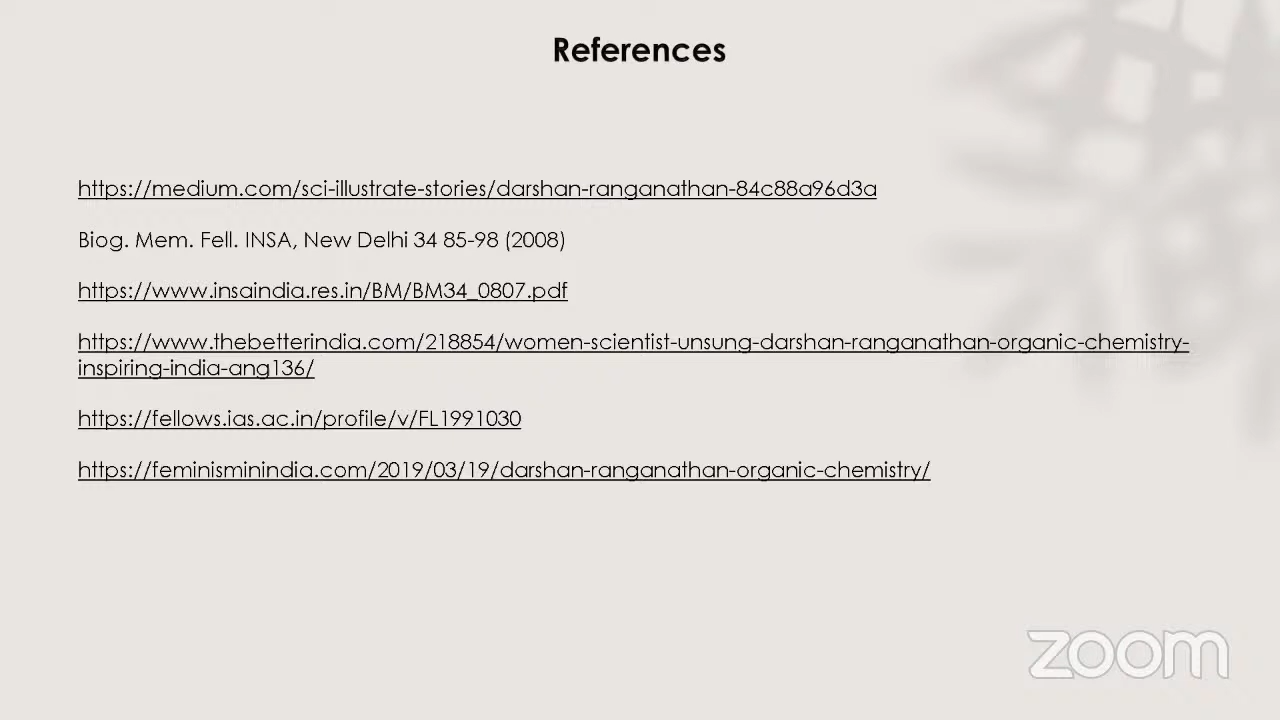 References
https://medium.com/sci-illustrate-stories/darshan-ranganathan-84c88a96d3a
Biog. Mem. Fell. INSA, New Delhi 34 85-98 (2008)
https://www.insaindia.res.in/BM/BM34_0807.pdf
https://www.thebetterindia.com/218854/women-scientist-unsung-darshan-ranganathan-organic-chemistry-
inspiring-india-ang136/
https://fellows.ias.ac.in/profile/v/FL1991030
https://feminisminindia.com/2019/03/19/darshan-ranganathan-organic-chemistry/
zoom